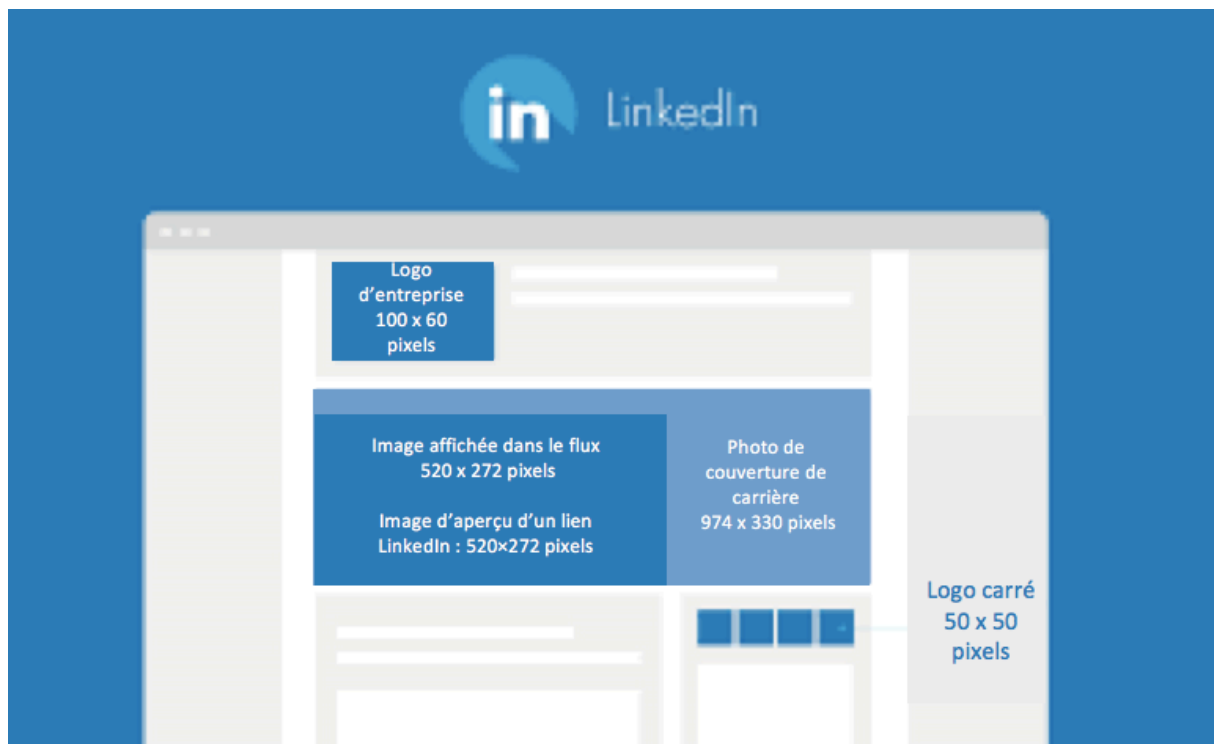 in LinkedIn
Logo
d’entreprise
100 x 60
pixels
Image affichée dans le flux
520 x 272 pixels
Image d’aperçu d’un lien
LinkedIn : 520×272 pixels
Photo de
couverture de
carrière
974 x 330 pixels
Logo carré
50 x 50
pixels